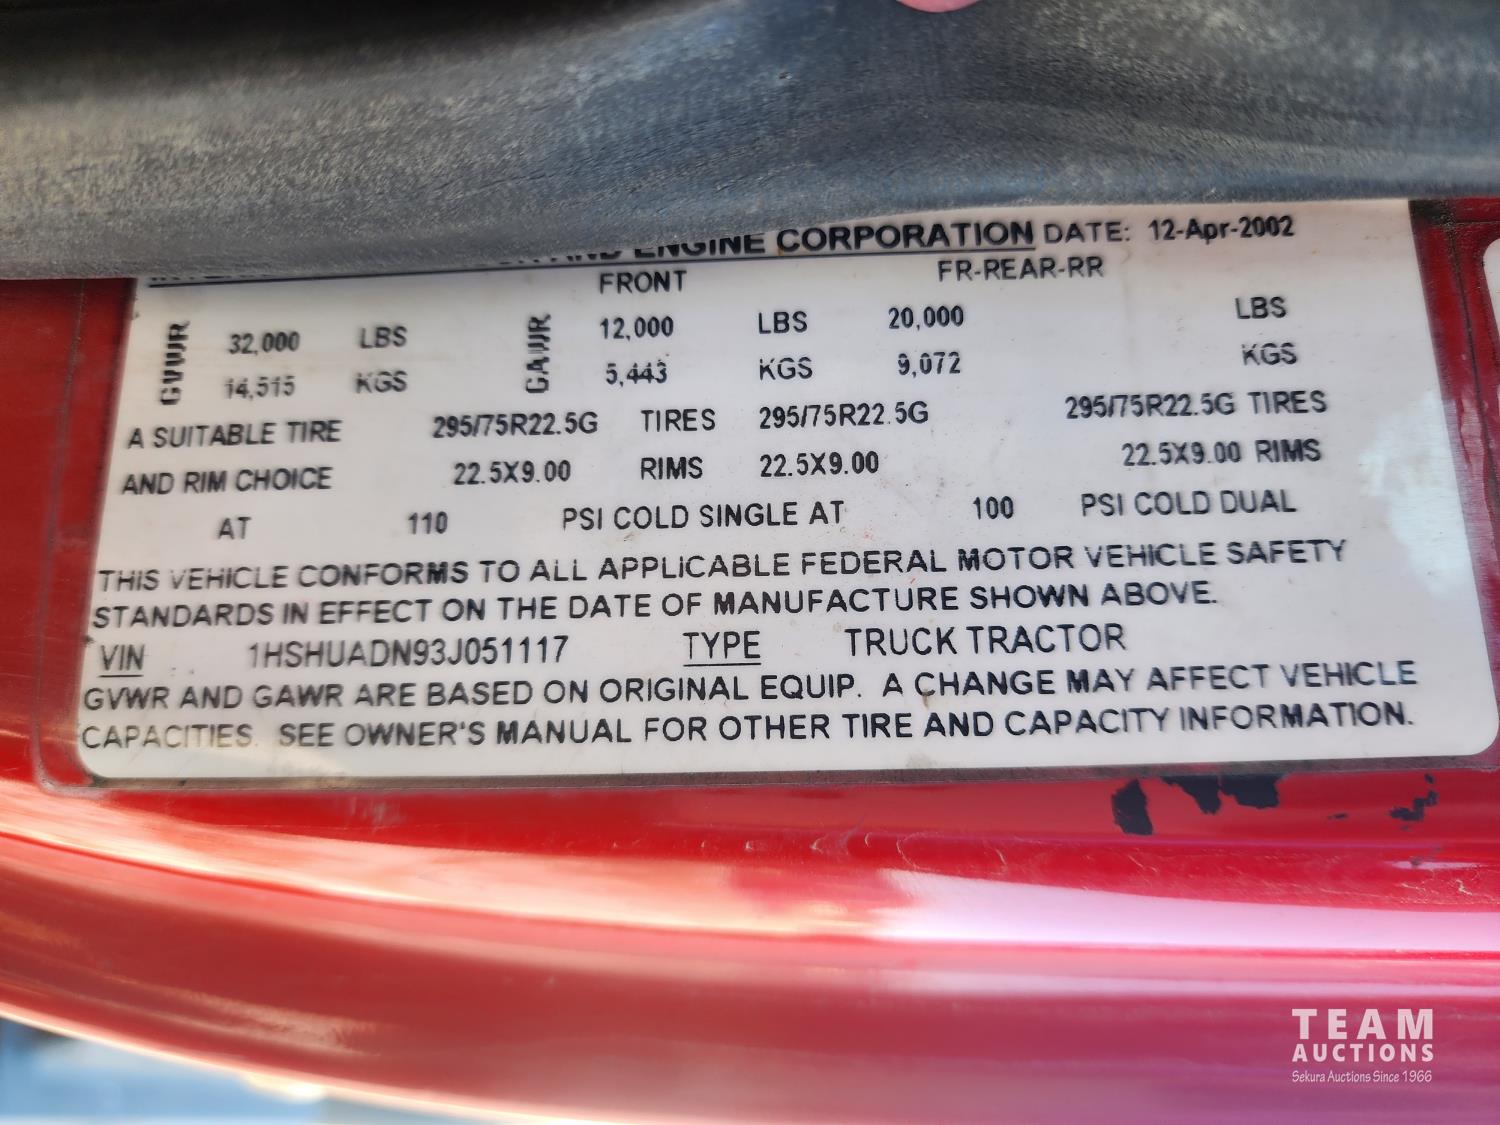 AND ENGINE CORPORATION DATE: 12-Apr-2002
FRONT FR-REAR-RR
GVWR 32,000 LBS GAWR 12,000 LBS 20,000 LBS
14,515 KGS 5,443 KGS 9,072 KGS
A SUITABLE TIRE 295/75R22.5G TIRES 295/75R22.5G 295/75R22.5G TIRES
AND RIM CHOICE 22.5X9.00 RIMS 22.5X9.00 22.5X9.00 RIMS
AT 110 PSI COLD SINGLE AT 100 PSI COLD DUAL
THIS VEHICLE CONFORMS TO ALL APPLICABLE FEDERAL MOTOR VEHICLE SAFETY
STANDARDS IN EFFECT ON THE DATE OF MANUFACTURE SHOWN ABOVE.
VIN 1HSHUADN93J051117 TYPE TRUCK TRACTOR
GVWR AND GAWR ARE BASED ON ORIGINAL EQUIP. A CHANGE MAY AFFECT VEHICLE
CAPACITIES. SEE OWNER'S MANUAL FOR OTHER TIRE AND CAPACITY INFORMATION.
TEAM
AUCTIONS
Sekura Auctions Since 1966